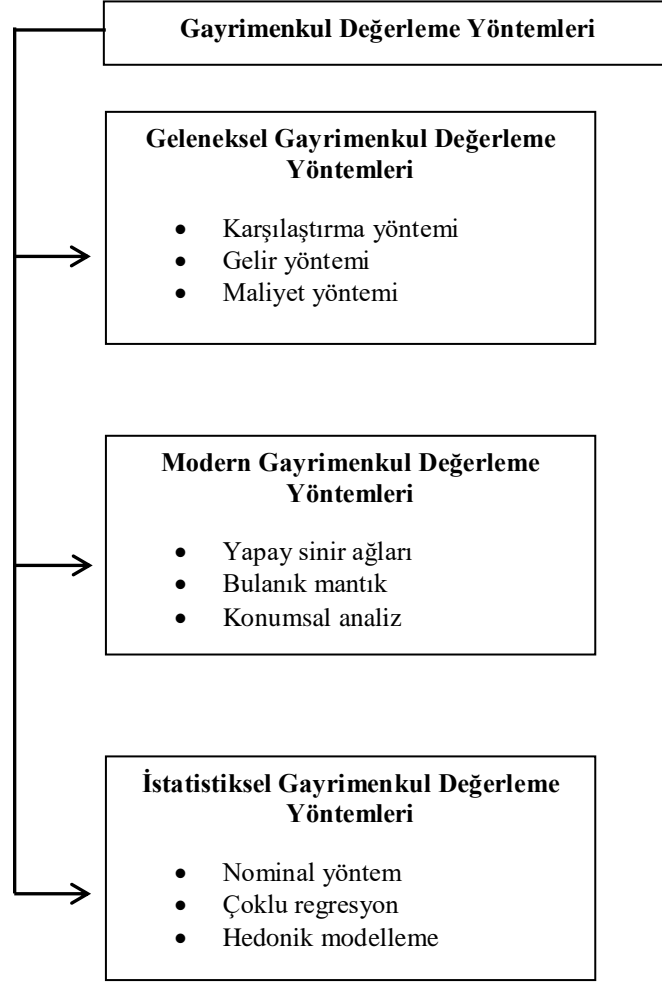 Gayrimenkul Değerleme Yöntemleri
Geleneksel Gayrimenkul Değerleme
Yöntemleri
• Karşılaştırma yöntemi
• Gelir yöntemi
• Maliyet yöntemi
Modern Gayrimenkul Değerleme
Yöntemleri
• Yapay sinir ağları
• Bulanık mantık
• Konumsal analiz
İstatistiksel Gayrimenkul Değerleme
Yöntemleri
• Nominal yöntem
• Çoklu regresyon
• Hedonik modelleme